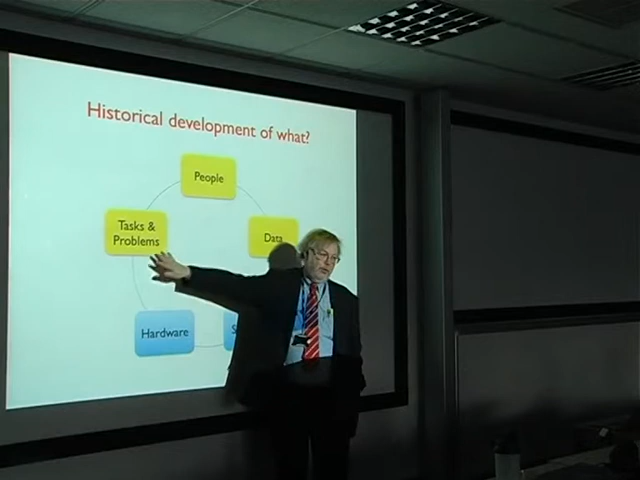 Historical development of what?
People
Tasks &
Problems
Data
Hardware